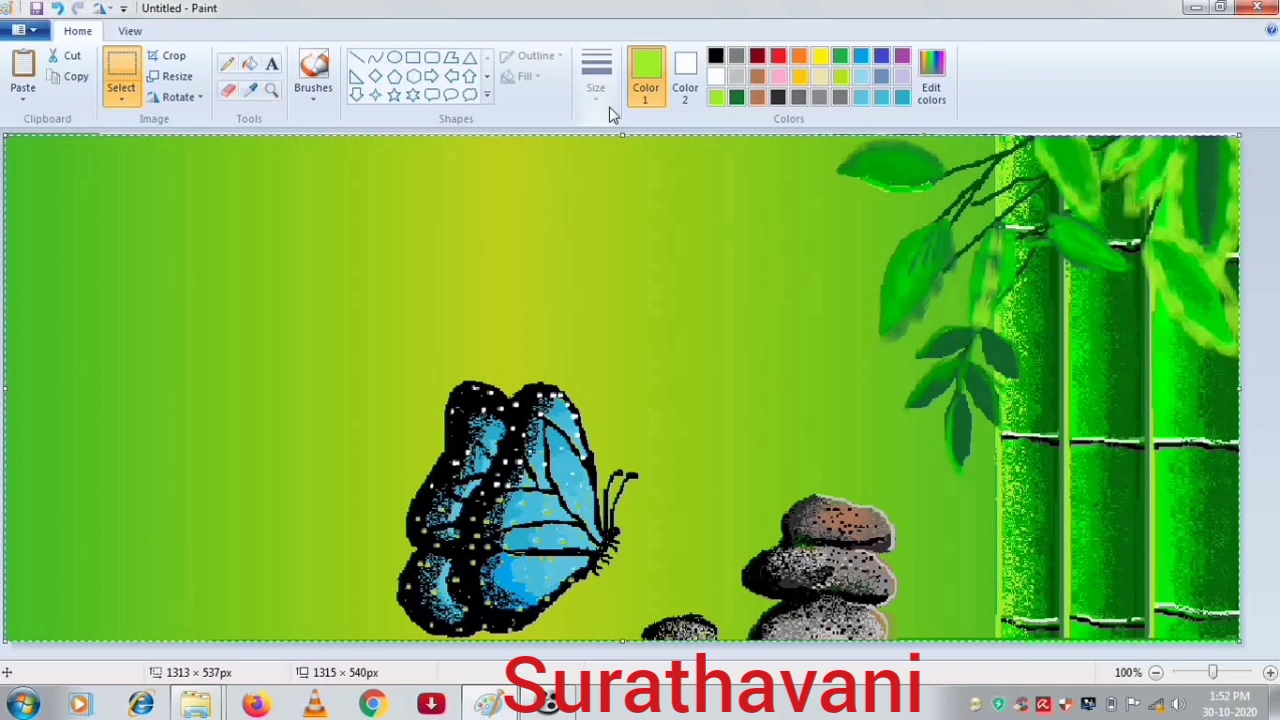 Untitled - Paint
Home View
Cut
Copy
Paste
Clipboard
Crop
Resize
Rotate
Select
Image
Tools
Brushes
Outline
Fill
Shapes
Size
Color 1
Color 2
Edit colors
Colors
1313 × 537px
1315 × 540px
100%
Surathavani
1:52 PM
30-10-2020